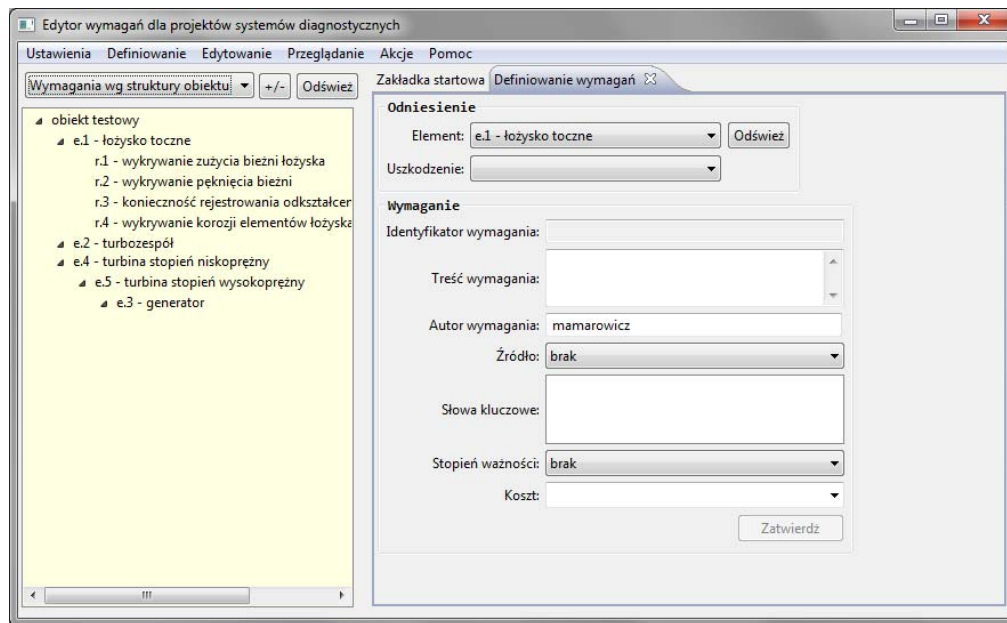 Edytor wymagań dla projektów systemów diagnostycznych
Ustawienia Definiowanie Edytowanie Przeglądanie Akcje Pomoc
Wymagania wg struktury obiektu +/- Odśwież
obiekt testowy
e.1 - łożysko toczne
r.1 - wykrywanie zużycia bieżni łożyska
r.2 - wykrywanie pęknięcia bieżni
r.3 - konieczność rejestrowania odkształcer
r.4 - wykrywanie korozji elementów łożyska
e.2 - turbozespół
e.4 - turbina stopień niskoprężny
e.5 - turbina stopień wysokoprężny
e.3 - generator
Zakładka startowa Definiowanie wymagań
Odniesienie
Element: e.1 - łożysko toczne Odśwież
Uszkodzenie:
Wymaganie
Identyfikator wymagania:
Treść wymagania:
Autor wymagania: mamarowicz
Źródło: brak
Słowa kluczowe:
Stopień ważności: brak
Koszt:
Zatwierdź